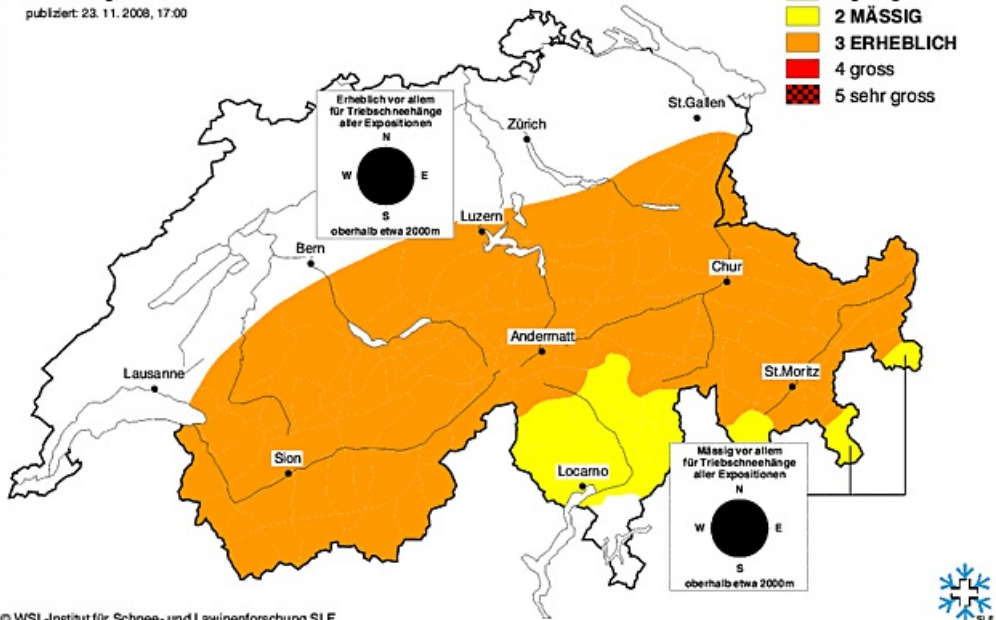 publiziert: 23. 11. 2008, 17:00
2 MÄSSIG
3 ERHEBLICH
4 gross
5 sehr gross
Erheblich vor allem
für Triebschneehänge
aller Expositionen
N
W E
S
oberhalb etwa 2000m
St.Gallen
Zürich
Luzern
Bern
Chur
Andermatt
Lausanne
St.Moritz
Sion
Locarno
Mässig vor allem
für Triebschneehänge
aller Expositionen
N
W E
S
oberhalb etwa 2000m
© WSL-Institut für Schnee- und Lawinenforschung SLF
SLF